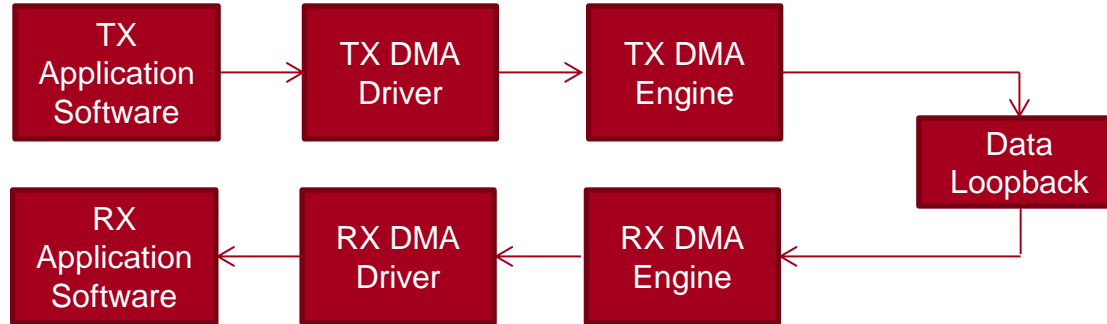 TX
Application
Software
TX DMA
Driver
TX DMA
Engine
Data
Loopback
RX
Application
Software
RX DMA
Driver
RX DMA
Engine